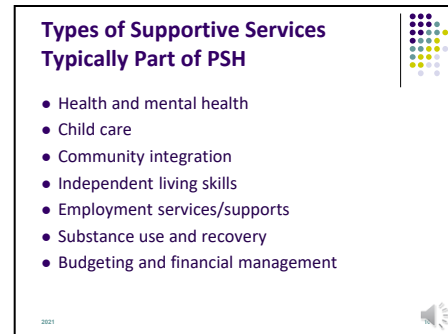 Types of Supportive Services
Typically Part of PSH
● Health and mental health
● Child care
● Community integration
● Independent living skills
● Employment services/supports
● Substance use and recovery
● Budgeting and financial management
2021